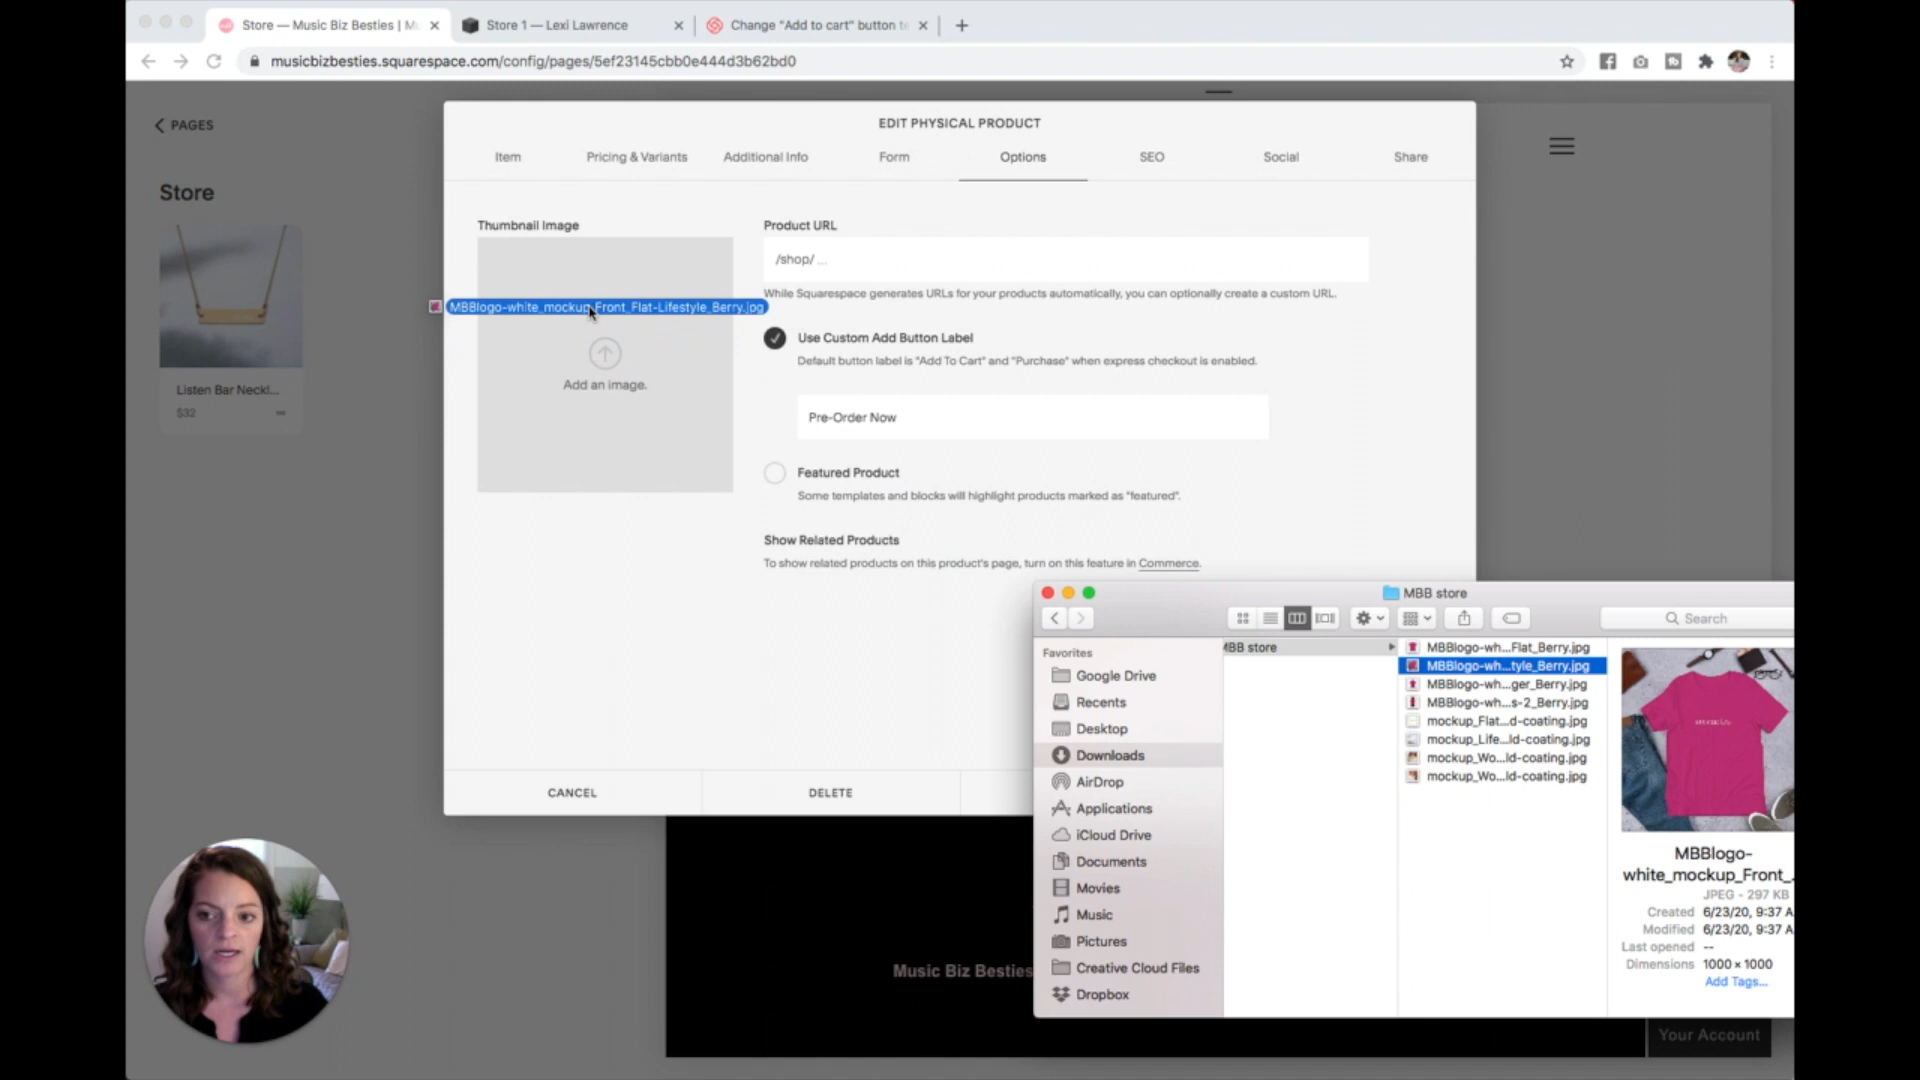 Store — Music Biz Besties | Mu
Store 1 — Lexi Lawrence
Change "Add to cart" button te
musicbizbesties.squarespace.com/config/pages/5ef23145cbb0e444d3b62bd0
PAGES
Store
Listen Bar Neckl...
$32
EDIT PHYSICAL PRODUCT
Item
Pricing & Variants
Additional Info
Form
Options
SEO
Social
Share
Thumbnail Image
MBBlogo-white_mockup_Front_Flat-Lifestyle_Berry.jpg
Add an image.
Product URL
/shop/ ...
While Squarespace generates URLs for your products automatically, you can optionally create a custom URL.
Use Custom Add Button Label
Default button label is "Add To Cart" and "Purchase" when express checkout is enabled.
Pre-Order Now
Featured Product
Some templates and blocks will highlight products marked as "featured".
Show Related Products
To show related products on this product's page, turn on this feature in Commerce.
CANCEL
DELETE
MBB store
Search
Favorites
Google Drive
Recents
Desktop
Downloads
AirDrop
Applications
iCloud Drive
Documents
Movies
Music
Pictures
Creative Cloud Files
Dropbox
MBB store
MBBlogo-wh...Flat_Berry.jpg
MBBlogo-wh...tyle_Berry.jpg
MBBlogo-wh...ger_Berry.jpg
MBBlogo-wh...s-2_Berry.jpg
mockup_Flat...d-coating.jpg
mockup_Life...ld-coating.jpg
mockup_Wo...ld-coating.jpg
mockup_Wo...ld-coating.jpg
MBBlogo-
white_mockup_Front_
JPEG - 297 KB
Created 6/23/20, 9:37 A
Modified 6/23/20, 9:37 A
Last opened --
Dimensions 1000 × 1000
Add Tags...
Music Biz Besties
Your Account